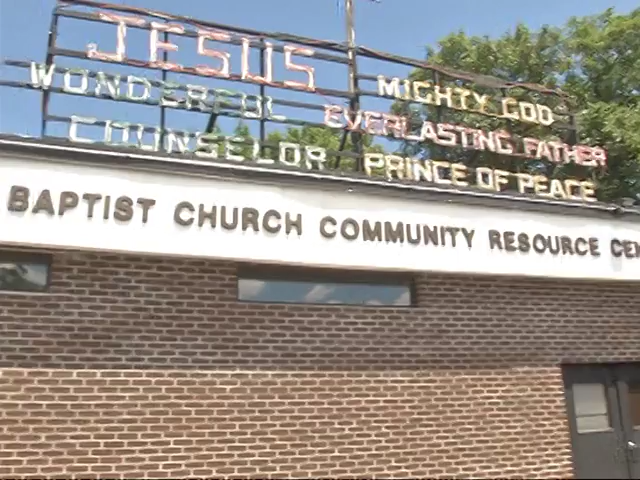 JESUS
WONDERFUL
COUNSELOR
MIGHTY GOD
EVERLASTING FATHER
PRINCE OF PEACE
BAPTIST CHURCH COMMUNITY RESOURCE CEN